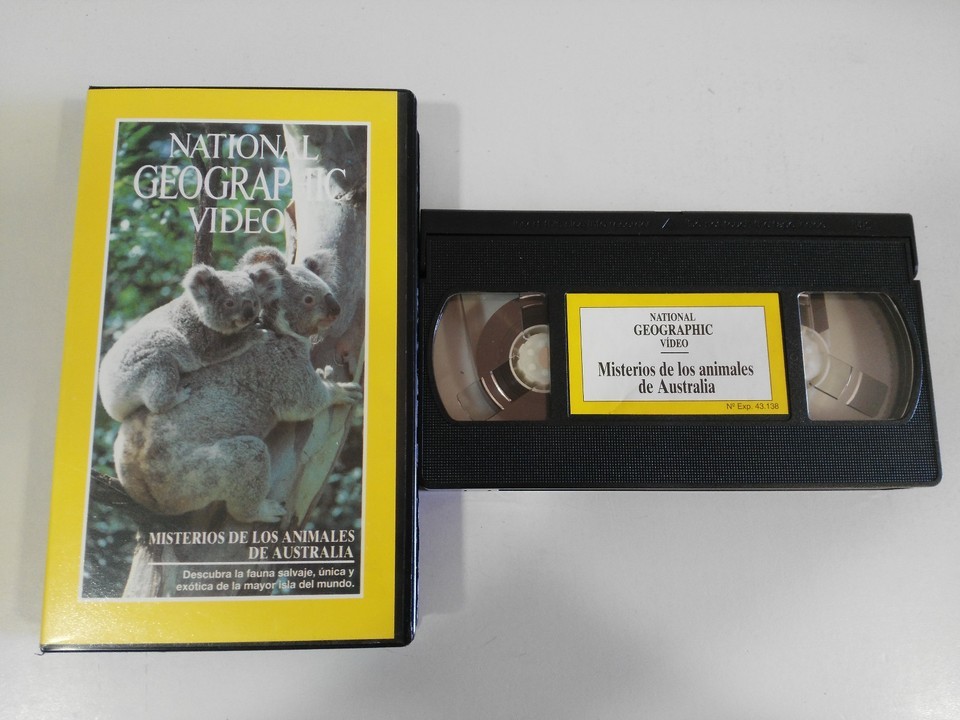 NATIONAL
GEOGRAPHIC
VIDEO
MISTERIOS DE LOS ANIMALES
DE AUSTRALIA
Descubra la fauna salvaje, única y
exótica de la mayor isla del mundo.
NATIONAL
GEOGRAPHIC
VÍDEO
Misterios de los animales
de Australia
Nº Exp. 43.138